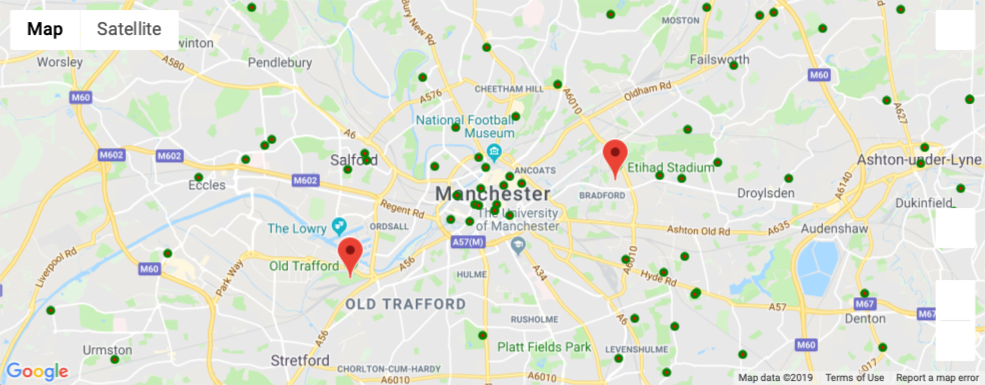 Map
Satellite
Worsley
winton
Pendlebury
A580
M60
A576
bury New Rd
MOSTON
Failsworth
M60
CHEETHAM HILL
A6010
Oldham Rd
A627
National Football
Museum
A6
M602
M602
Salford
ANCOATS
Etihad Stadium
Ashton-under-Lyne
Eccles
M602
Manchester
BRADFORD
Droylsden
A6140
Dukinfield
Regent Rd
The University
of Manchester
The Lowry
ORDSALL
Ashton Old Rd
A635
Audenshaw
A57(M)
Liverpool Rd
M60
Park Way
Old Trafford
A56
HULME
A34
A6010
Hyde Rd
OLD TRAFFORD
A57
M67
M67
Denton
RUSHOLME
A56
Urmston
Stretford
Platt Fields Park
A6
LEVENSHULME
M60
CHORLTON-CUM-HARDY
A6010
A6010
A017
Google
Map data ©2019
Terms of Use
Report a map error